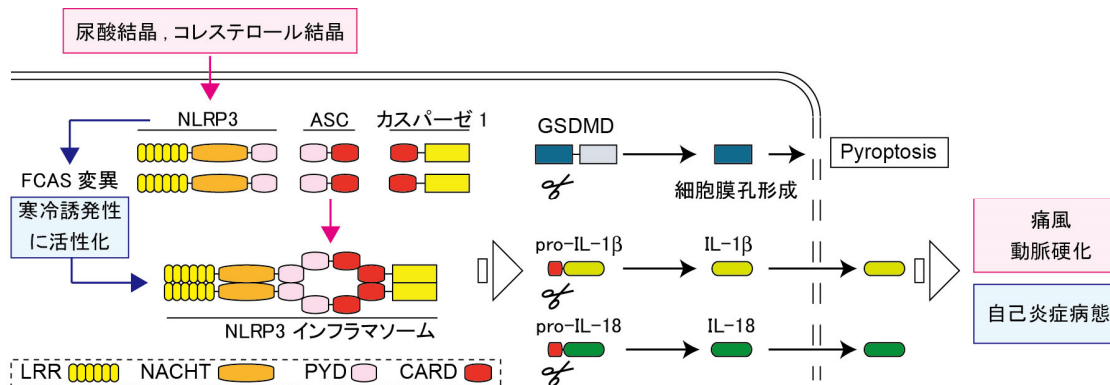 尿酸結晶，コレステロール結晶
NLRP3
ASC
カスパーゼ 1
GSDMD
Pyroptosis
細胞膜孔形成
FCAS 変異
寒冷誘発性
に活性化
pro-IL-1β
IL-1β
痛風
動脈硬化
自己炎症病態
NLRP3 インフラマソーム
pro-IL-18
IL-18
LRR
NACHT
PYD
CARD